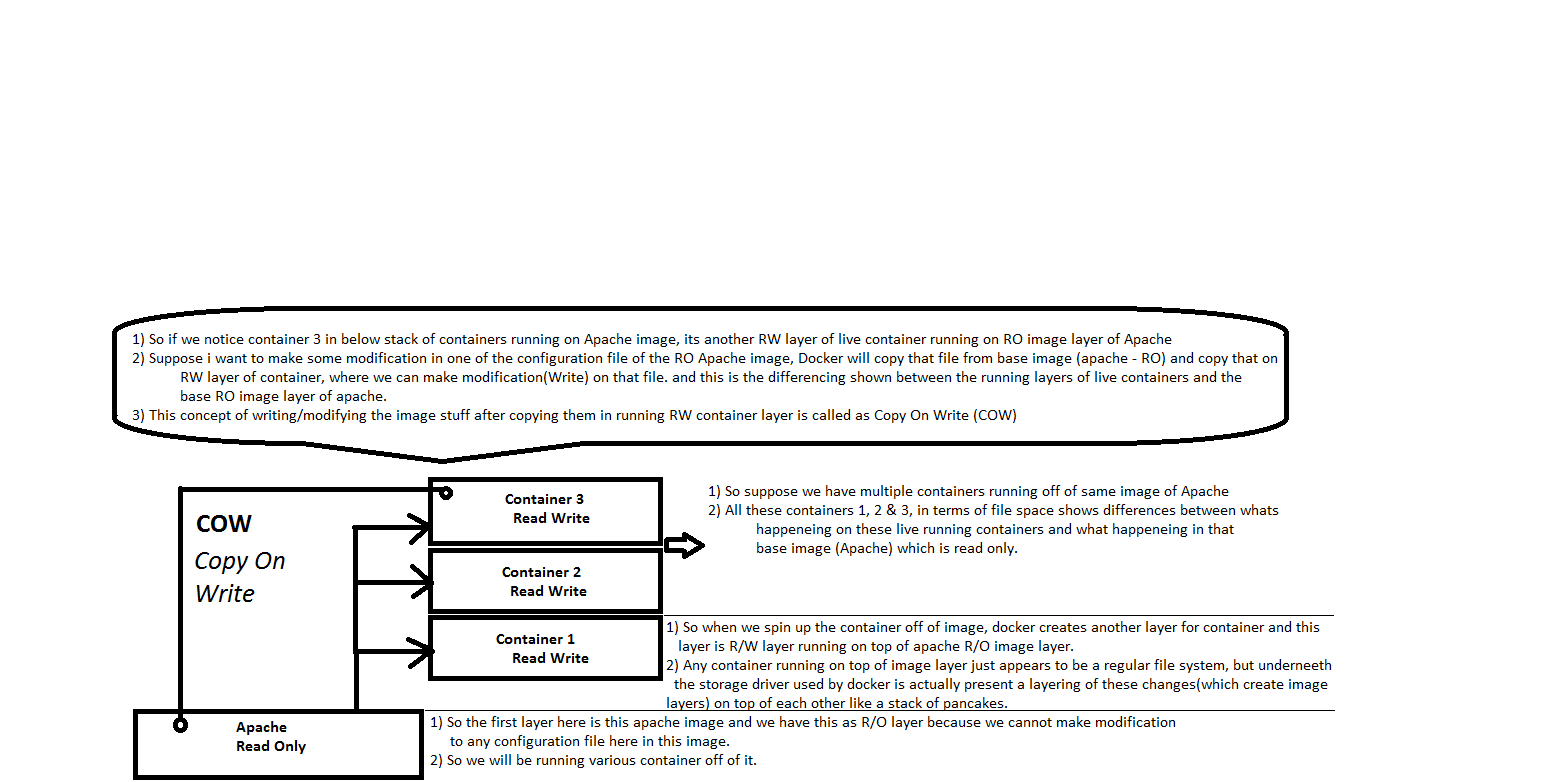 1) So if we notice container 3 in below stack of containers running on Apache image, its another RW layer of live container running on RO image layer of Apache
2) Suppose i want to make some modification in one of the configuration file of the RO Apache image, Docker will copy that file from base image (apache - RO) and copy that on
RW layer of container, where we can make modification(Write) on that file. and this is the differencing shown between the running layers of live containers and the
base RO image layer of apache.
3) This concept of writing/modifying the image stuff after copying them in running RW container layer is called as Copy On Write (COW)
COW
Copy On
Write
Container 3
Read Write
Container 2
Read Write
Container 1
Read Write
1) So suppose we have multiple containers running off of same image of Apache
2) All these containers 1, 2 & 3, in terms of file space shows differences between whats
happeneing on these live running containers and what happeneing in that
base image (Apache) which is read only.
1) So when we spin up the container off of image, docker creates another layer for container and this
layer is R/W layer running on top of apache R/O image layer.
2) Any container running on top of image layer just appears to be a regular file system, but underneeth
the storage driver used by docker is actually present a layering of these changes(which create image
layers) on top of each other like a stack of pancakes.
Apache
Read Only
1) So the first layer here is this apache image and we have this as R/O layer because we cannot make modification
to any configuration file here in this image.
2) So we will be running various container off of it.